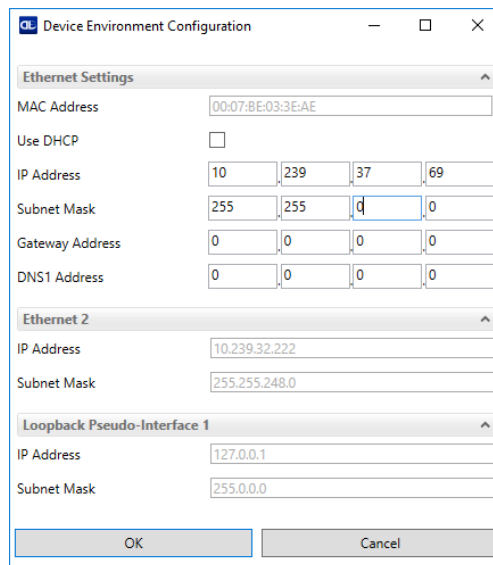 Device Environment Configuration
Ethernet Settings
MAC Address 00:07:BE:03:3E:AE
Use DHCP
IP Address 10 . 239 . 37 . 69
Subnet Mask 255 . 255 . 0 . 0
Gateway Address 0 . 0 . 0 . 0
DNS1 Address 0 . 0 . 0 . 0
Ethernet 2
IP Address 10.239.32.222
Subnet Mask 255.255.248.0
Loopback Pseudo-Interface 1
IP Address 127.0.0.1
Subnet Mask 255.0.0.0
OK Cancel